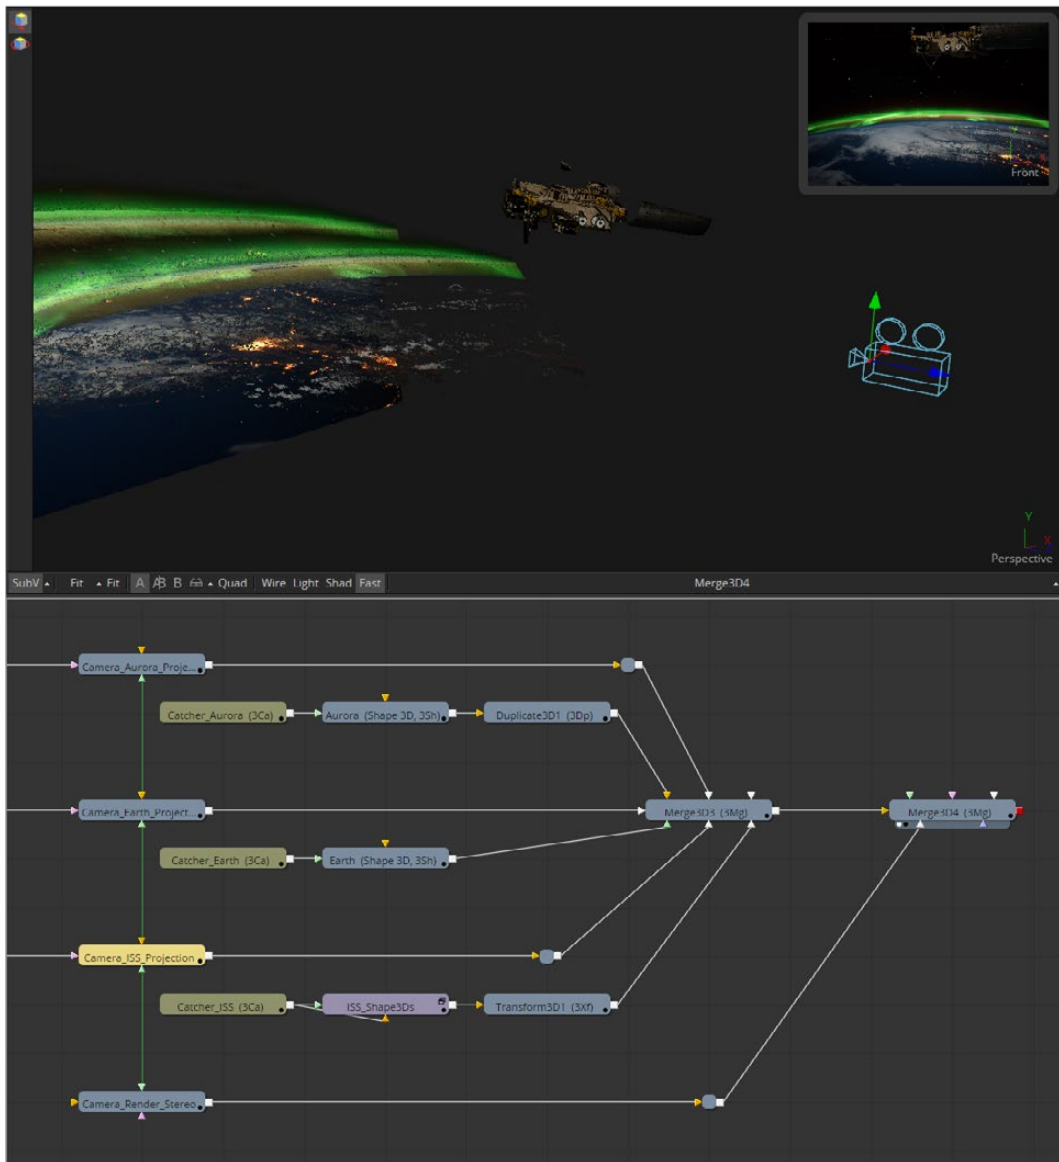 Y
X
Front
Y
X
Perspective
SubV Fit Fit A A/B B Quad Wire Light Shad Fast Merge3D4
Camera_Aurora_Proje...
Catcher_Aurora (3Ca) Aurora (Shape 3D, 3Sh) Duplicate3D1 (3Dp)
Camera_Earth_Project... Merge3D3 (3Mg) Merge3D4 (3Mg)
Catcher_Earth (3Ca) Earth (Shape 3D, 3Sh)
Camera_ISS_Projection
Catcher_ISS (3Ca) ISS_Shape3Ds Transform3D1 (3Xf)
Camera_Render_Stereo